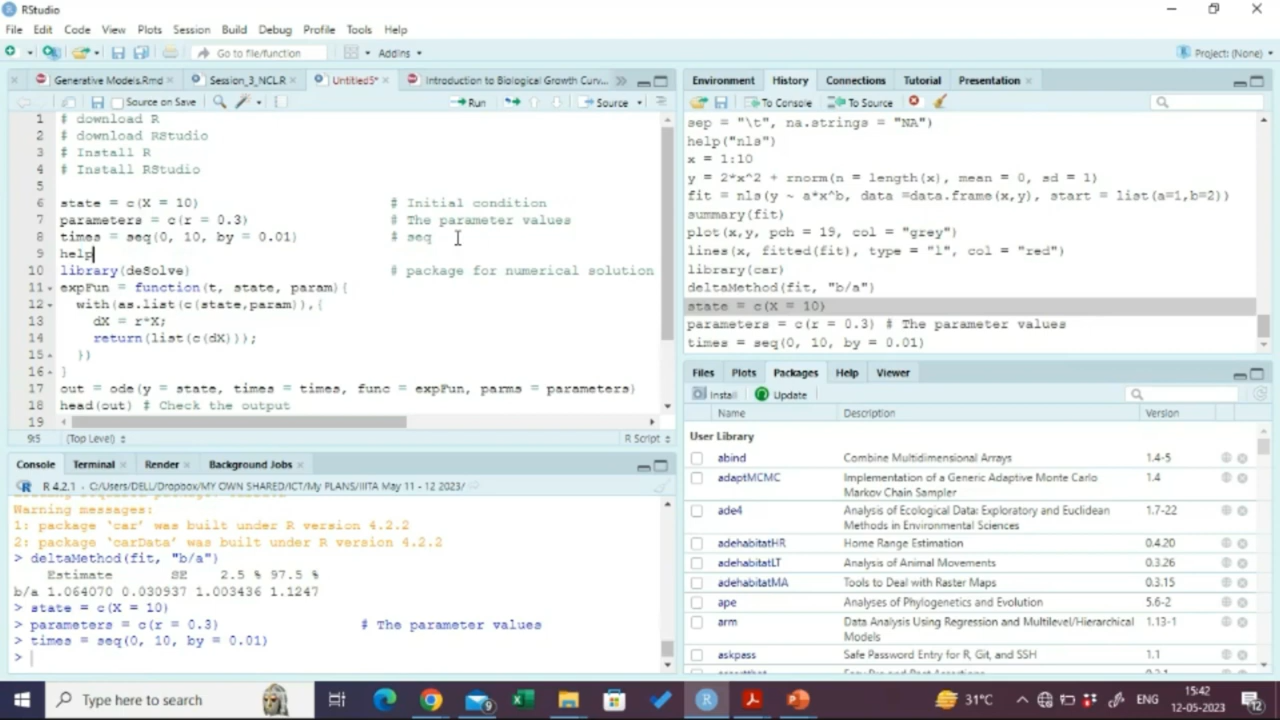 RStudio
File Edit Code View Plots Session Build Debug Profile Tools Help
Go to file/function Addins Project: (None)
Generative Models.Rmd Session_3_NCLR Untitled5* Introduction to Biological Growth Curv...
Source on Save Run Source
1 # download R
2 # download RStudio
3 # Install R
4 # Install RStudio
5
6 state = c(X = 10) # Initial condition
7 parameters = c(r = 0.3) # The parameter values
8 times = seq(0, 10, by = 0.01) # seq
9 help
10 library(deSolve) # package for numerical solution
11 expFun = function(t, state, param){
12 with(as.list(c(state,param)),{
13 dX = r*X;
14 return(list(c(dX)));
15 })
16 }
17 out = ode(y = state, times = times, func = expFun, parms = parameters)
18 head(out) # Check the output
19
9:5 (Top Level) R Script
Console Terminal Render Background Jobs
R 4.2.1 · C:/Users/DELL/Dropbox/MY OWN SHARED/ICT/My PLANS/IIITA May 11 - 12 2023/
Warning messages:
1: package ‘car’ was built under R version 4.2.2
2: package ‘carData’ was built under R version 4.2.2
> deltaMethod(fit, "b/a")
Estimate SE 2.5 % 97.5 %
b/a 1.064070 0.030937 1.003436 1.1247
> state = c(X = 10)
> parameters = c(r = 0.3) # The parameter values
> times = seq(0, 10, by = 0.01)
>
Environment History Connections Tutorial Presentation
To Console To Source
sep = "\t", na.strings = "NA")
help("nls")
x = 1:10
y = 2*x^2 + rnorm(n = length(x), mean = 0, sd = 1)
fit = nls(y ~ a*x^b, data =data.frame(x,y), start = list(a=1,b=2))
summary(fit)
plot(x,y, pch = 19, col = "grey")
lines(x, fitted(fit), type = "l", col = "red")
library(car)
deltaMethod(fit, "b/a")
state = c(X = 10)
parameters = c(r = 0.3) # The parameter values
times = seq(0, 10, by = 0.01)
Files Plots Packages Help Viewer
Install Update
Name Description Version
User Library
abind Combine Multidimensional Arrays 1.4-5
adaptMCMC Implementation of a Generic Adaptive Monte Carlo 1.4
Markov Chain Sampler
ade4 Analysis of Ecological Data: Exploratory and Euclidean 1.7-22
Methods in Environmental Sciences
adehabitatHR Home Range Estimation 0.4.20
adehabitatLT Analysis of Animal Movements 0.3.26
adehabitatMA Tools to Deal with Raster Maps 0.3.15
ape Analyses of Phylogenetics and Evolution 5.6-2
arm Data Analysis Using Regression and Multilevel/Hierarchical 1.13-1
Models
askpass Safe Password Entry for R, Git, and SSH 1.1
Type here to search 9 31°C ENG 15:42
12-05-2023 12